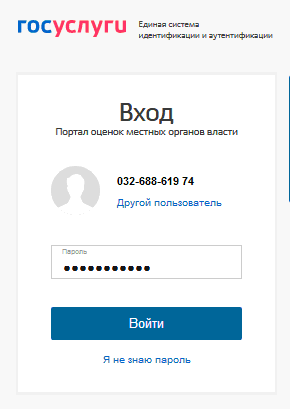 госуслуги
Единая система
идентификации и аутентификации
Вход
Портал оценок местных органов власти
032-688-619 74
Другой пользователь
Пароль
Войти
Я не знаю пароль